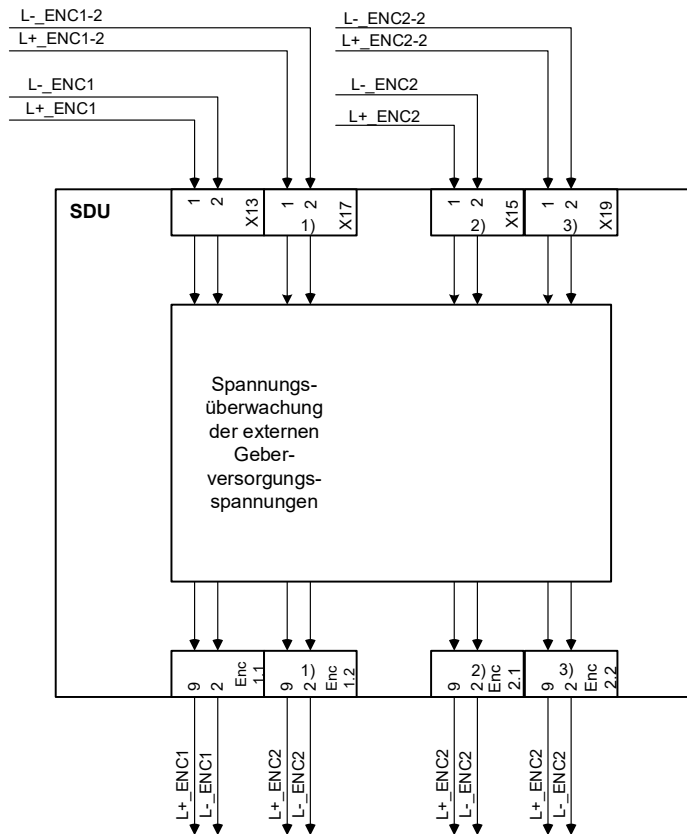 L-_ENC1-2
L+_ENC1-2
L-_ENC1
L+_ENC1
L-_ENC2-2
L+_ENC2-2
L-_ENC2
L+_ENC2
SDU
1
2
X13
1
2
1)
X17
1
2
2)
X15
1
2
3)
X19
Spannungs-
überwachung
der externen
Geber-
versorgungs-
spannungen
9
2
Enc
1.1
9
1)
2
Enc
1.2
9
2)
2
Enc
2.1
9
3)
2
Enc
2.2
L+_ENC1
L-_ENC1
L+_ENC2
L-_ENC2
L+_ENC2
L-_ENC2
L+_ENC2
L-_ENC2